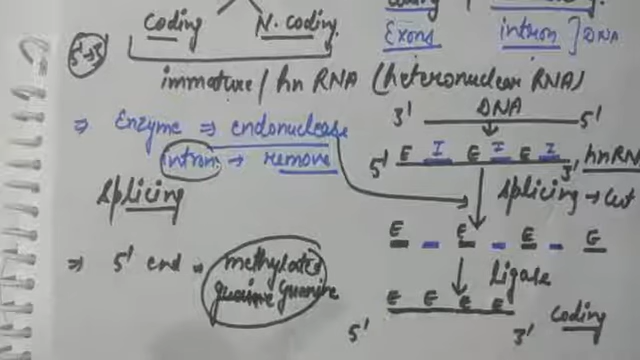 Coding N. coding
Exons intron ] DNA
5'→3'
immature / hn RNA (heteronuclear RNA)
⇒ Enzyme ⇒ endonuclease
intron → remove
Splicing
⇒ 5' end → methylated
guanine
3' DNA 5'
5' E I E I E I 3' hnRNA
Splicing → Cut
E E E E
Ligase
E E E E
5' 3' Coding